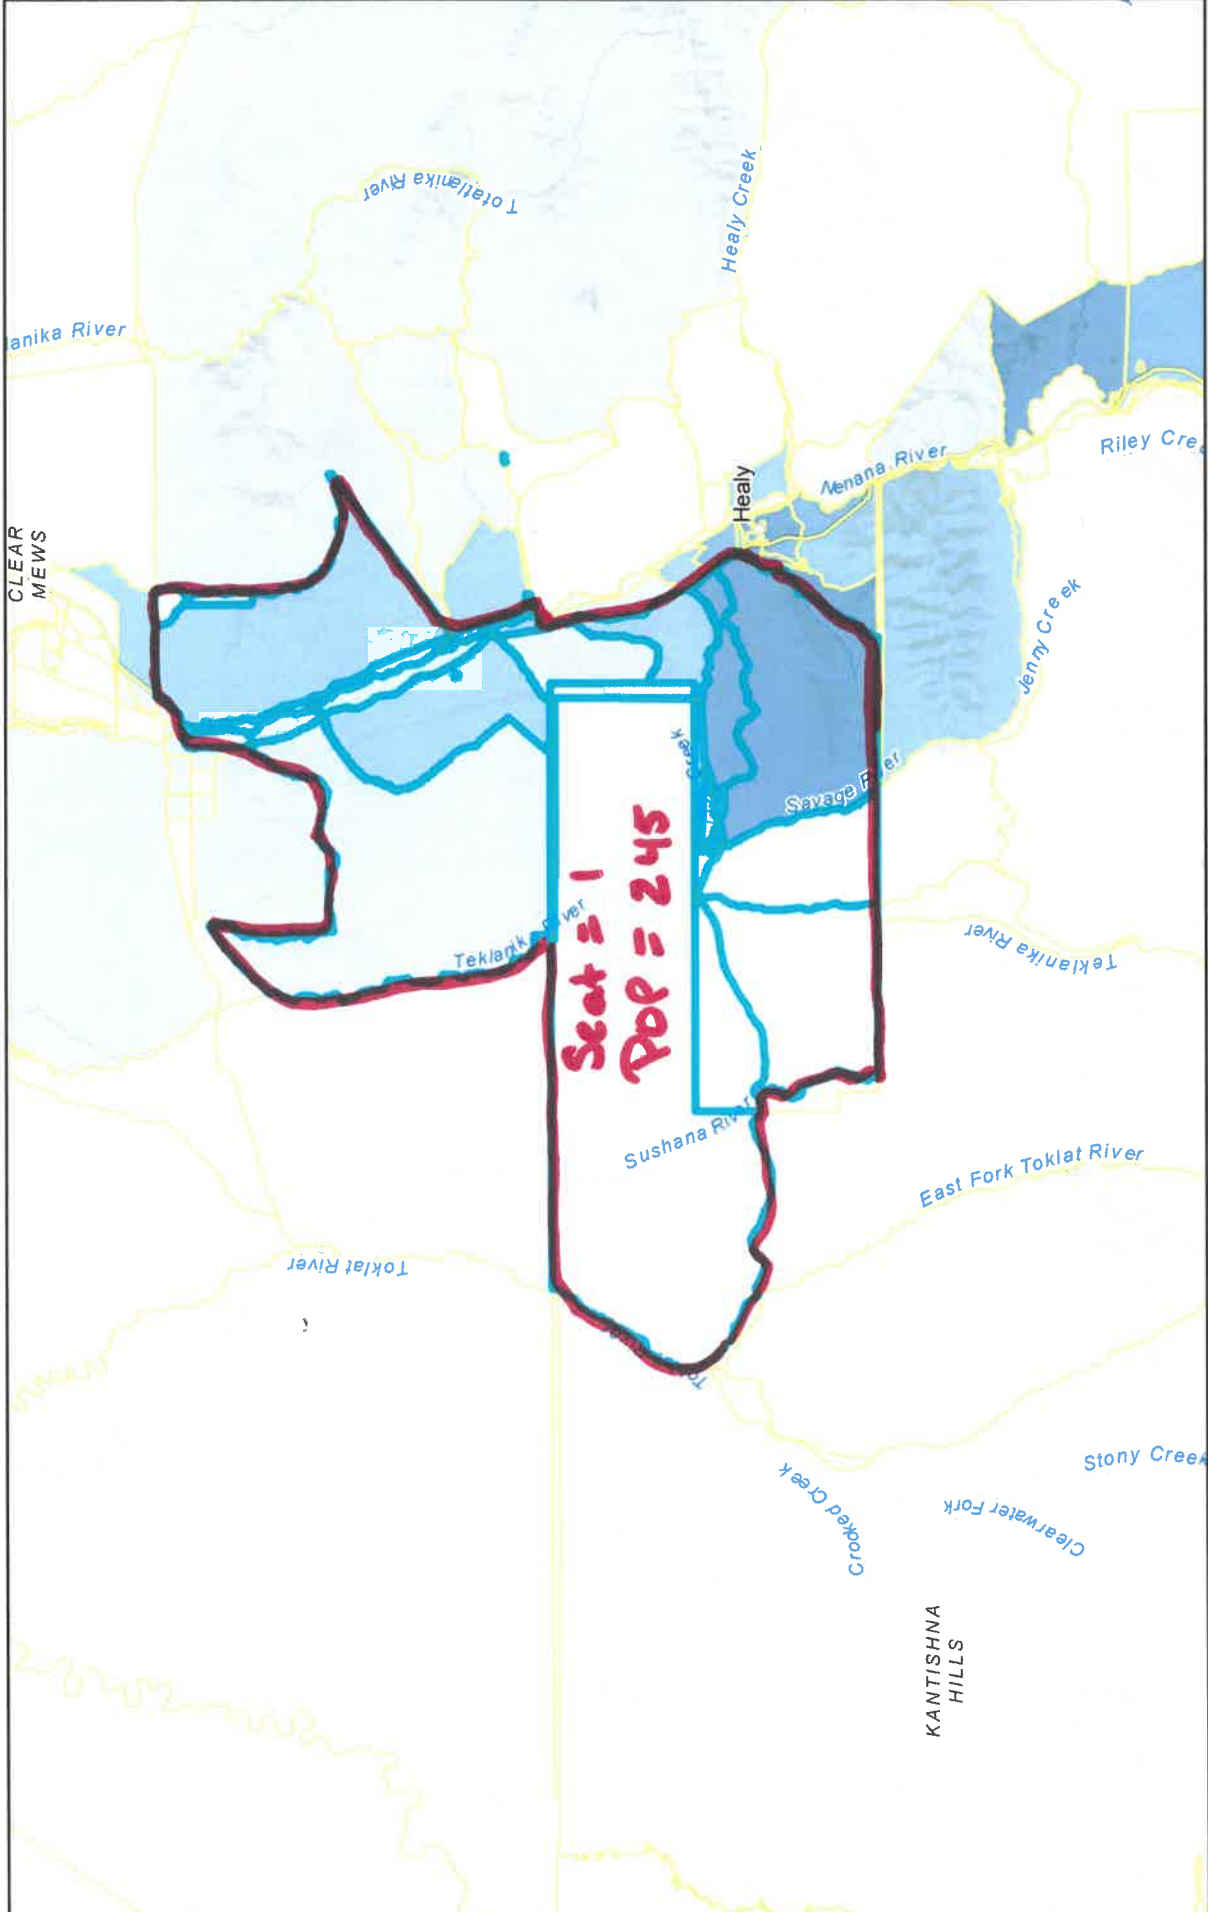 Totatlanika River
Healy Creek
anika River
CLEAR
MEWS
Healy
Nenana River
Riley Cre
Jenny Creek
Creek
Savage River
Teklanika River
Seat = 1
POP = 245
Teklanika River
Sushana River
East Fork Toklat River
Toklat River
To
Crooked Creek
Clearwater Fork
Stony Creek
KANTISHNA
HILLS